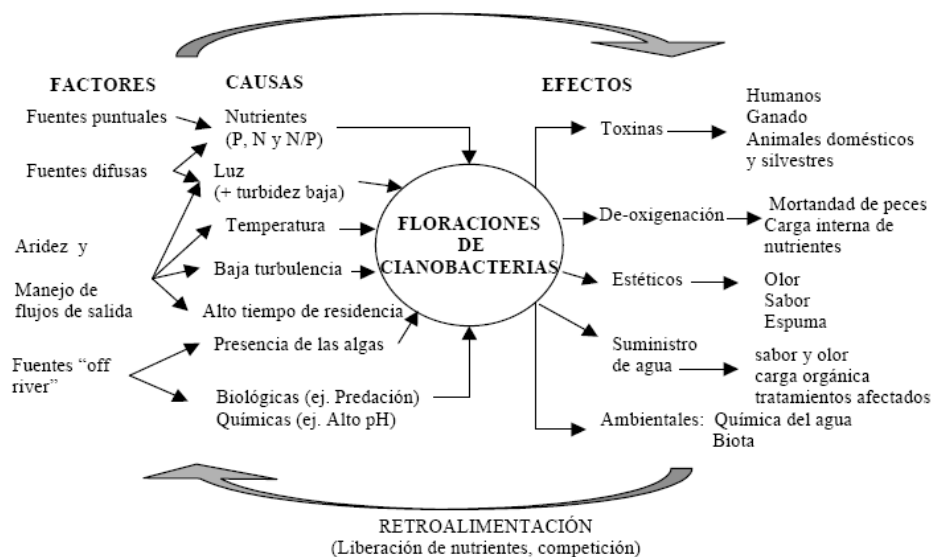 FACTORES
CAUSAS
EFECTOS
Fuentes puntuales
Fuentes difusas
Aridez y
Manejo de
flujos de salida
Fuentes “off
river”
Nutrientes
(P, N y N/P)
Luz
(+ turbidez baja)
Temperatura
Baja turbulencia
Alto tiempo de residencia
Presencia de las algas
Biológicas (ej. Predación)
Químicas (ej. Alto pH)
FLORACIONES
DE
CIANOBACTERIAS
Toxinas
Humanos
Ganado
Animales domésticos
y silvestres
De-oxigenación
Mortandad de peces
Carga interna de
nutrientes
Estéticos
Olor
Sabor
Espuma
Suministro
de agua
sabor y olor
carga orgánica
tratamientos afectados
Ambientales: Química del agua
Biota
RETROALIMENTACIÓN
(Liberación de nutrientes, competición)